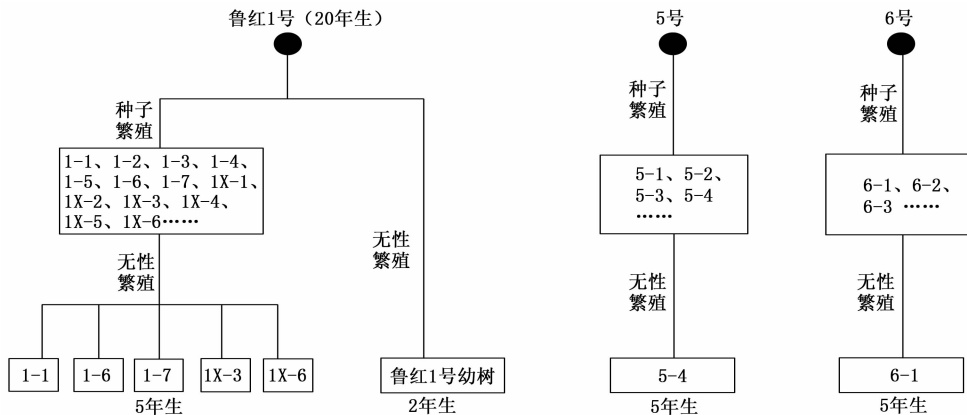 鲁红1号（20年生）
5号
6号
种子
繁殖
种子
繁殖
种子
繁殖
1-1、1-2、1-3、1-4、
1-5、1-6、1-7、1X-1、
1X-2、1X-3、1X-4、
1X-5、1X-6……
5-1、5-2、
5-3、5-4
……
6-1、6-2、
6-3 ……
无性
繁殖
无性
繁殖
无性
繁殖
无性
繁殖
1-1
1-6
1-7
1X-3
1X-6
鲁红1号幼树
5-4
6-1
5年生
2年生
5年生
5年生